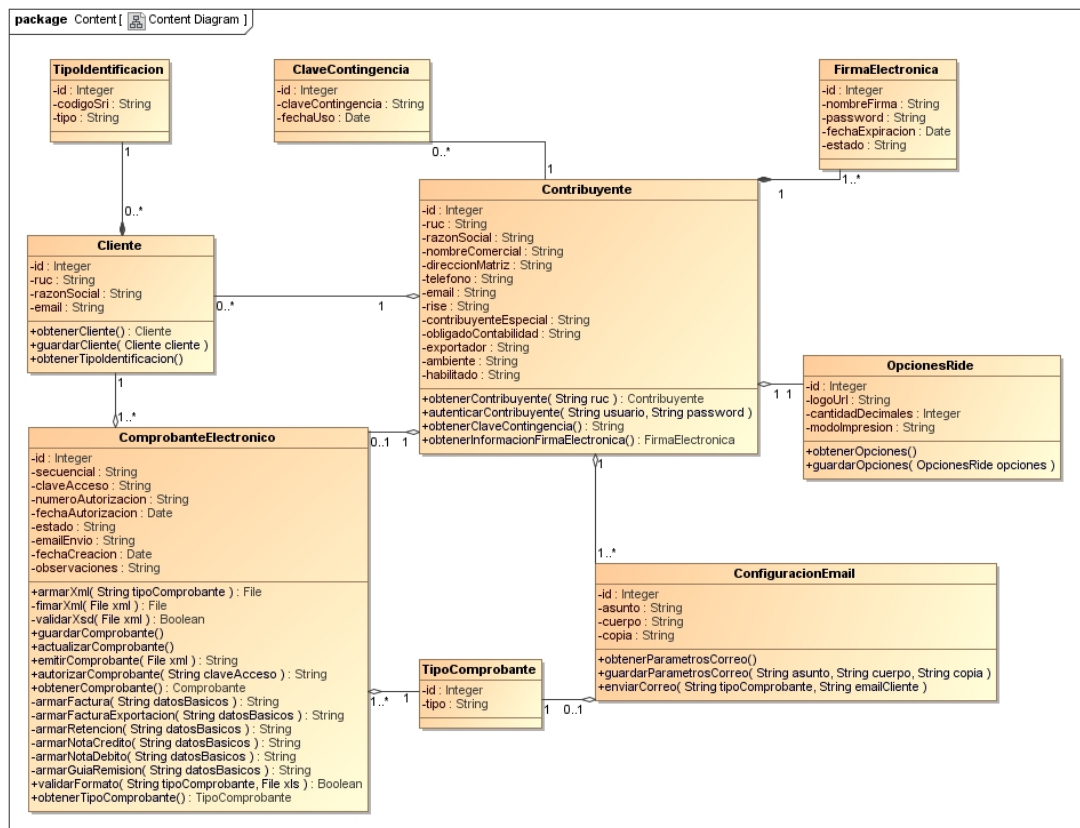 package Content [ Content Diagram ]
TipoIdentificacion
-id : Integer
-codigoSri : String
-tipo : String
ClaveContingencia
-id : Integer
-claveContingencia : String
-fechaUso : Date
FirmaElectronica
-id : Integer
-nombreFirma : String
-password : String
-fechaExpiracion : Date
-estado : String
1
0..*
0..*
1
1
1..*
Contribuyente
-id : Integer
-ruc : String
-razonSocial : String
-nombreComercial : String
-direccionMatriz : String
-telefono : String
-email : String
-rise : String
-contribuyenteEspecial : String
-obligadoContabilidad : String
-exportador : String
-ambiente : String
-habilitado : String
+obtenerContribuyente( String ruc ) : Contribuyente
+autenticarContribuyente( String usuario, String password )
+obtenerClaveContingencia() : String
+obtenerInformacionFirmaElectronica() : FirmaElectronica
Cliente
-id : Integer
-ruc : String
-razonSocial : String
-email : String
+obtenerCliente() : Cliente
+guardarCliente( Cliente cliente )
+obtenerTipoIdentificacion()
0..*
1
1
1..*
0..1
1
1
1
OpcionesRide
-id : Integer
-logoUrl : String
-cantidadDecimales : Integer
-modoImpresion : String
+obtenerOpciones()
+guardarOpciones( OpcionesRide opciones )
1
1..*
ComprobanteElectronico
-id : Integer
-secuencial : String
-claveAcceso : String
-numeroAutorizacion : String
-fechaAutorizacion : Date
-estado : String
-emailEnvio : String
-fechaCreacion : Date
-observaciones : String
+armarXml( String tipoComprobante ) : File
-fimarXml( File xml ) : File
-validarXsd( File xml ) : Boolean
+guardarComprobante()
+actualizarComprobante()
+emitirComprobante( File xml ) : String
+autorizarComprobante( String claveAcceso ) : String
+obtenerComprobante() : Comprobante
-armarFactura( String datosBasicos ) : String
-armarFacturaExportacion( String datosBasicos ) : String
-armarRetencion( String datosBasicos ) : String
-armarNotaCredito( String datosBasicos ) : String
-armarNotaDebito( String datosBasicos ) : String
-armarGuiaRemision( String datosBasicos ) : String
+validarFormato( String tipoComprobante, File xls ) : Boolean
+obtenerTipoComprobante() : TipoComprobante
1..*
1
TipoComprobante
-id : Integer
-tipo : String
1
0..1
ConfiguracionEmail
-id : Integer
-asunto : String
-cuerpo : String
-copia : String
+obtenerParametrosCorreo()
+guardarParametrosCorreo( String asunto, String cuerpo, String copia )
+enviarCorreo( String tipoComprobante, String emailCliente )